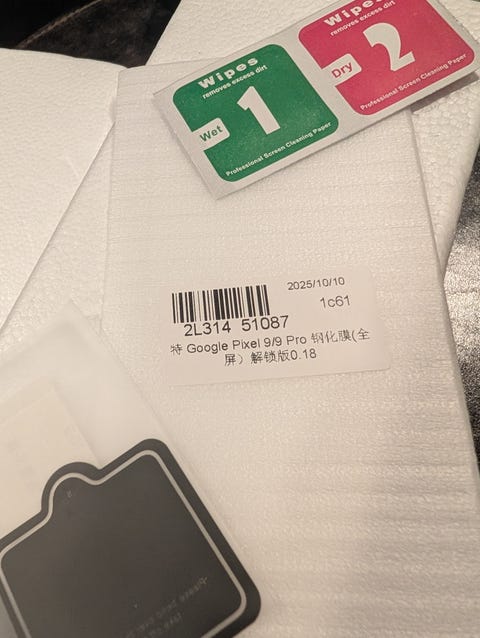 Wipes
removes excess dirt
Wet
1
Professional Screen Cleaning Paper
Wipes
removes excess dirt
Dry
2
Professional Screen Cleaning Paper
2025/10/10
1c61
2L314 51087
特 Google Pixel 9/9 Pro 钢化膜(全
屏）解锁版0.18